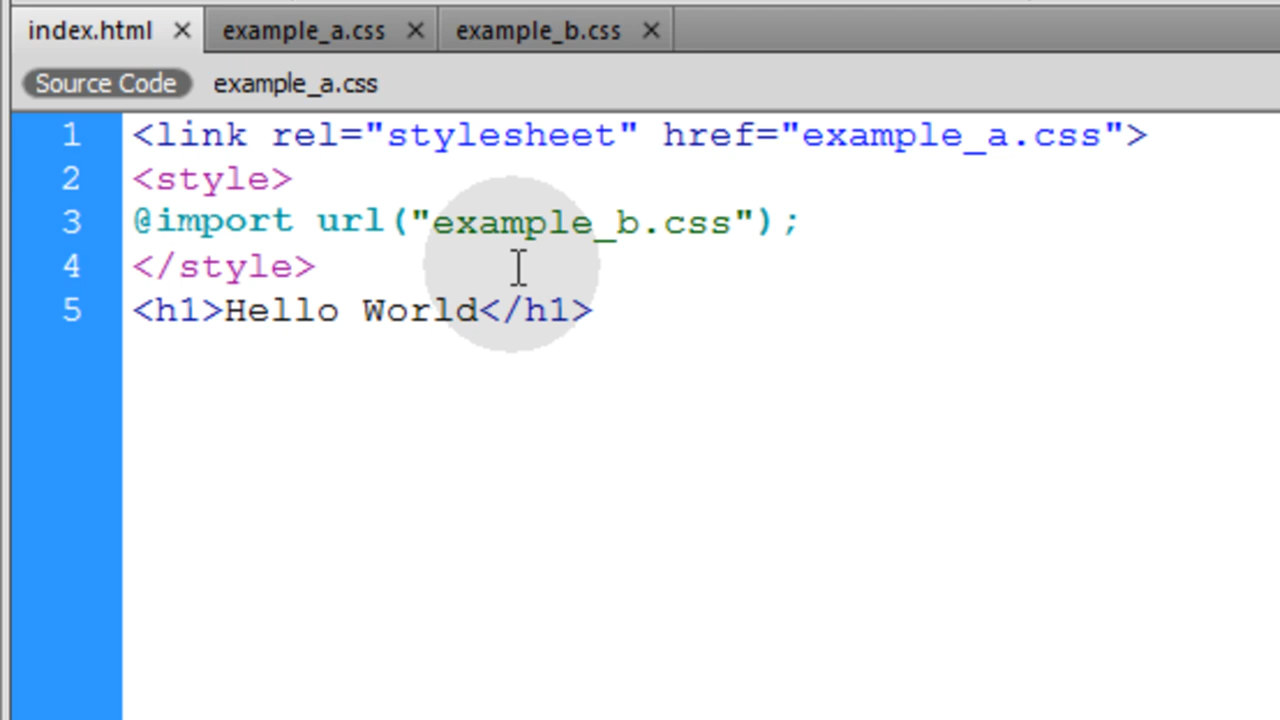 index.html × example_a.css × example_b.css ×
Source Code example_a.css
1 <link rel="stylesheet" href="example_a.css">
2 <style>
3 @import url("example_b.css");
4 </style>
5 <h1>Hello World</h1>